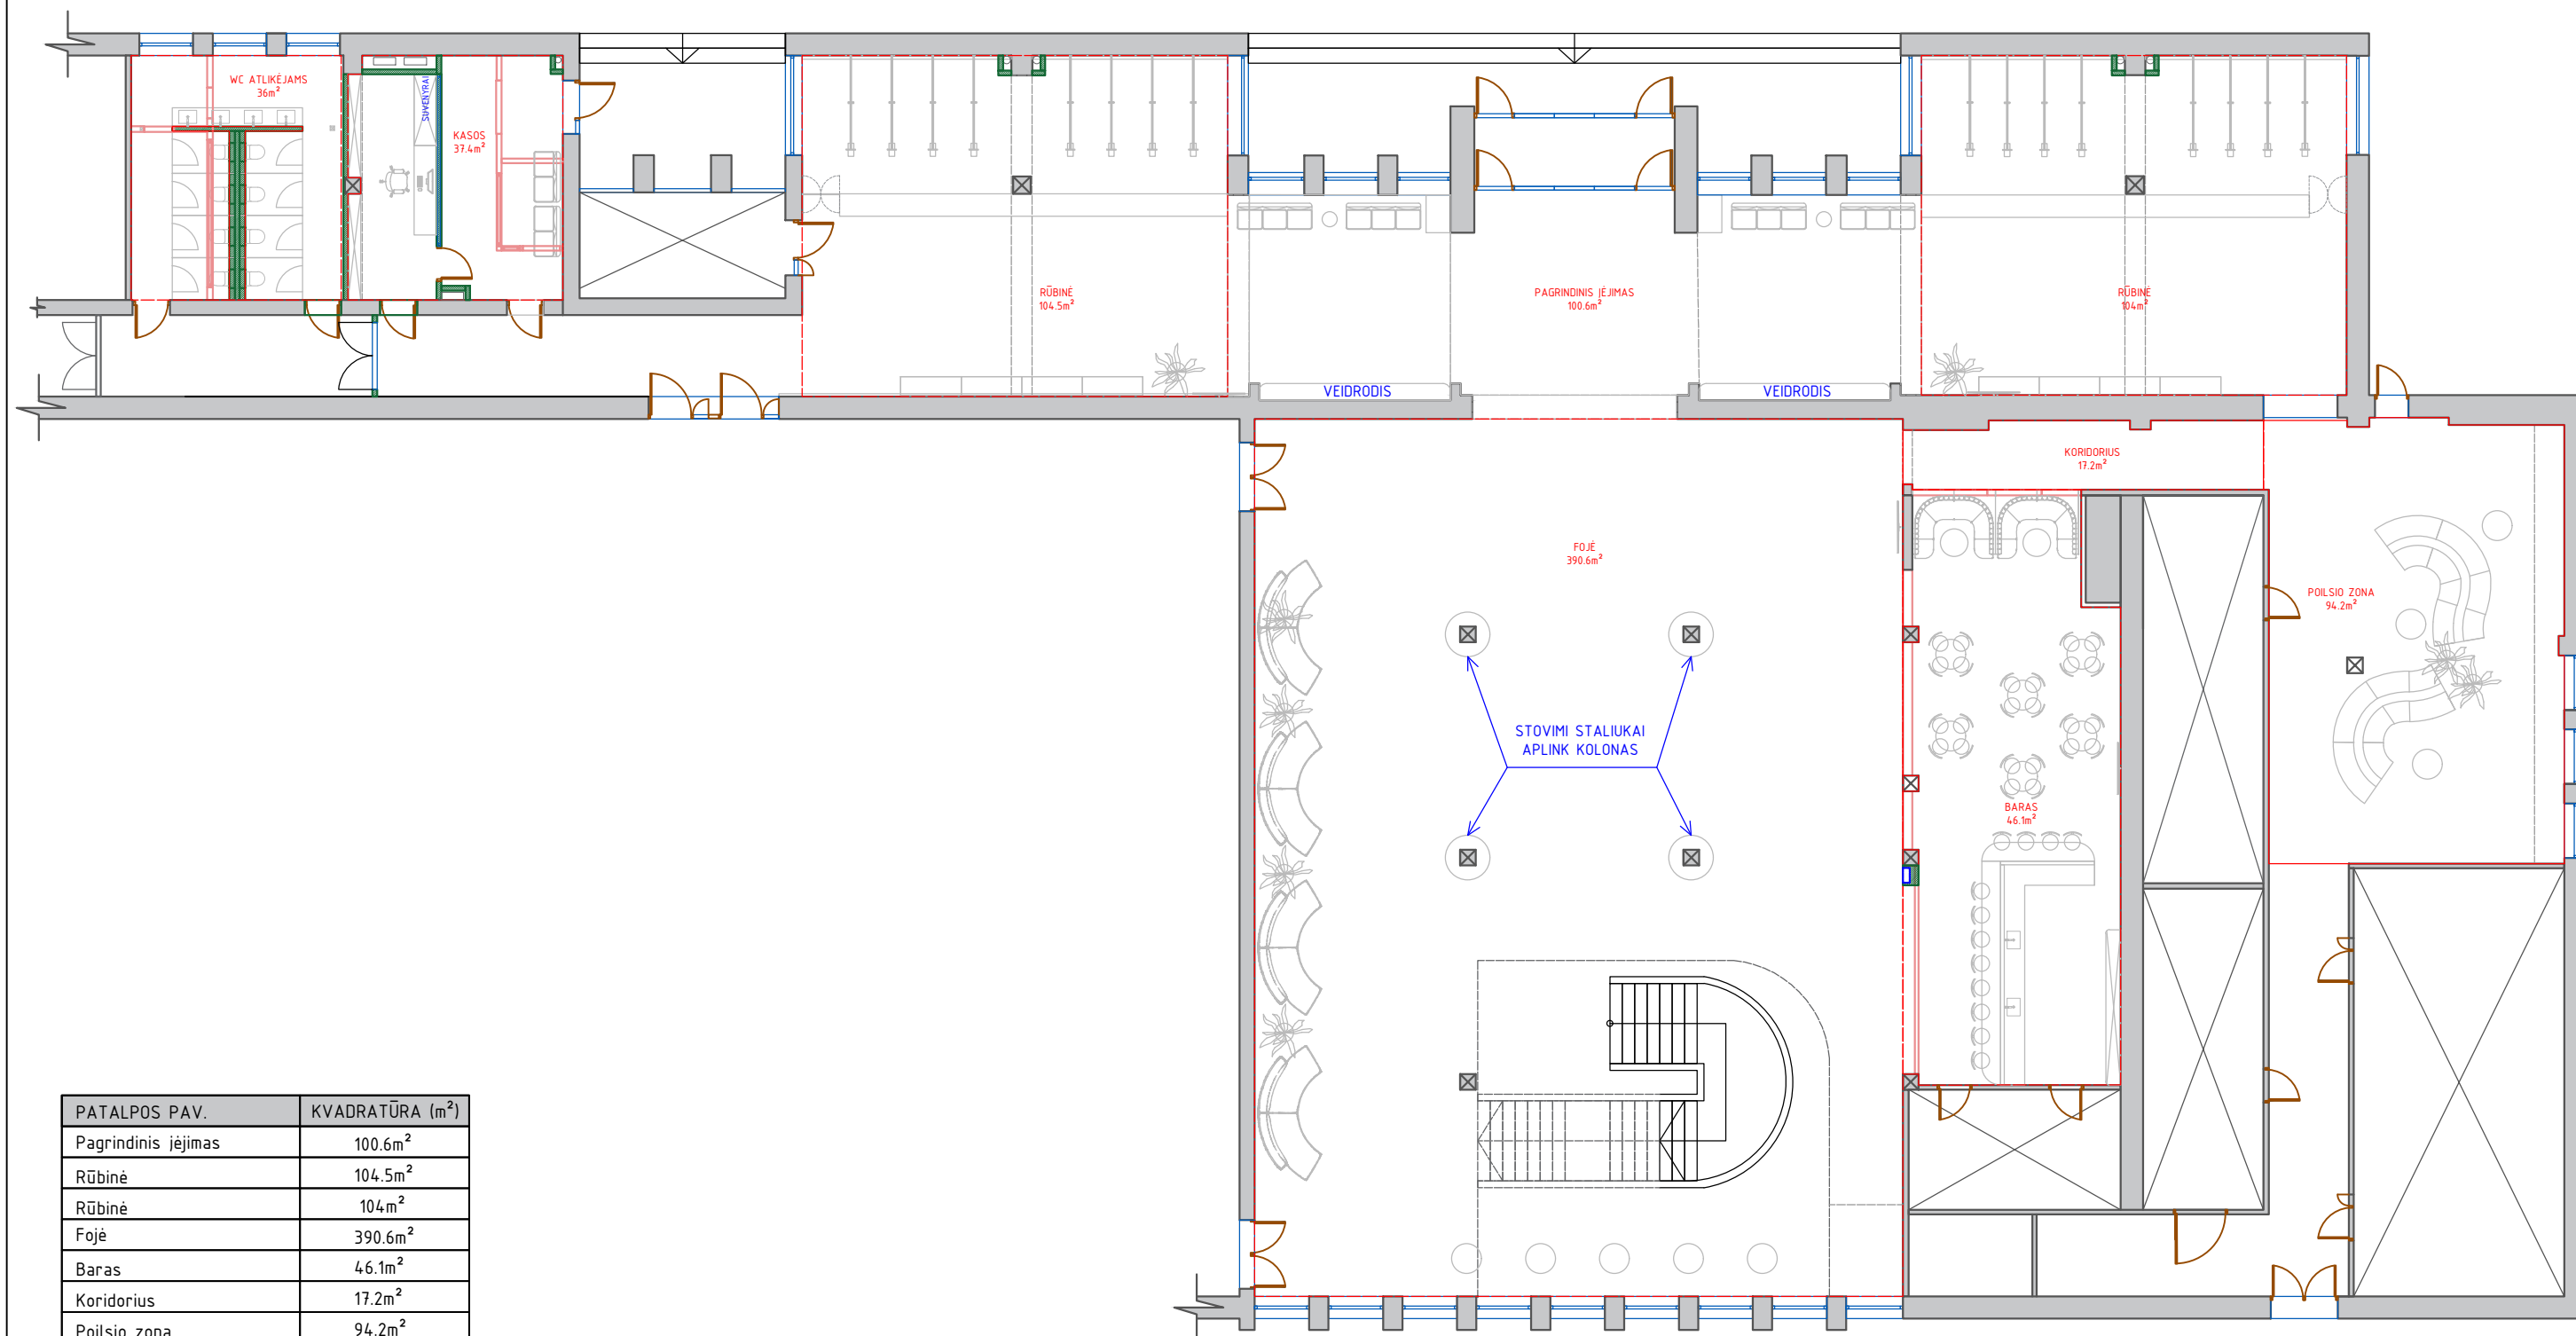 WC ATLIKĖJAMS
36m²
SUVENYRAI
KASOS
37.4m²
RŪBINĖ
104.5m²
PAGRINDINIS ĮĖJIMAS
100.6m²
RŪBINĖ
104m²
VEIDRODIS
VEIDRODIS
KORIDORIUS
17.2m²
FOJĖ
390.6m²
POILSIO ZONA
94.2m²
STOVIMI STALIUKAI
APLINK KOLONAS
BARAS
46.1m²
PATALPOS PAV. KVADRATŪRA (m²)
Pagrindinis įėjimas 100.6m²
Rūbinė 104.5m²
Rūbinė 104m²
Fojė 390.6m²
Baras 46.1m²
Koridorius 17.2m²
Poilsio zona 94.2m²